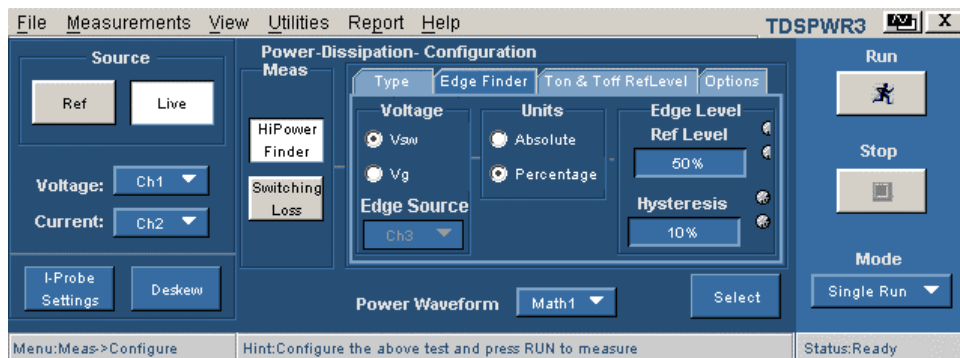 File Measurements View Utilities Report Help TDSPWR3 X
Source
Ref Live
Voltage: Ch1
Current: Ch2
I-Probe
Settings
Deskew
Power-Dissipation- Configuration
Meas
HiPower
Finder
Switching
Loss
Type Edge Finder Ton & Toff RefLevel Options
Voltage
Vsw
Vg
Edge Source
Ch3
Units
Absolute
Percentage
Edge Level
Ref Level
50%
Hysteresis
10%
Power Waveform Math1 Select
Run
Stop
Mode
Single Run
Menu:Meas->Configure Hint:Configure the above test and press RUN to measure Status:Ready